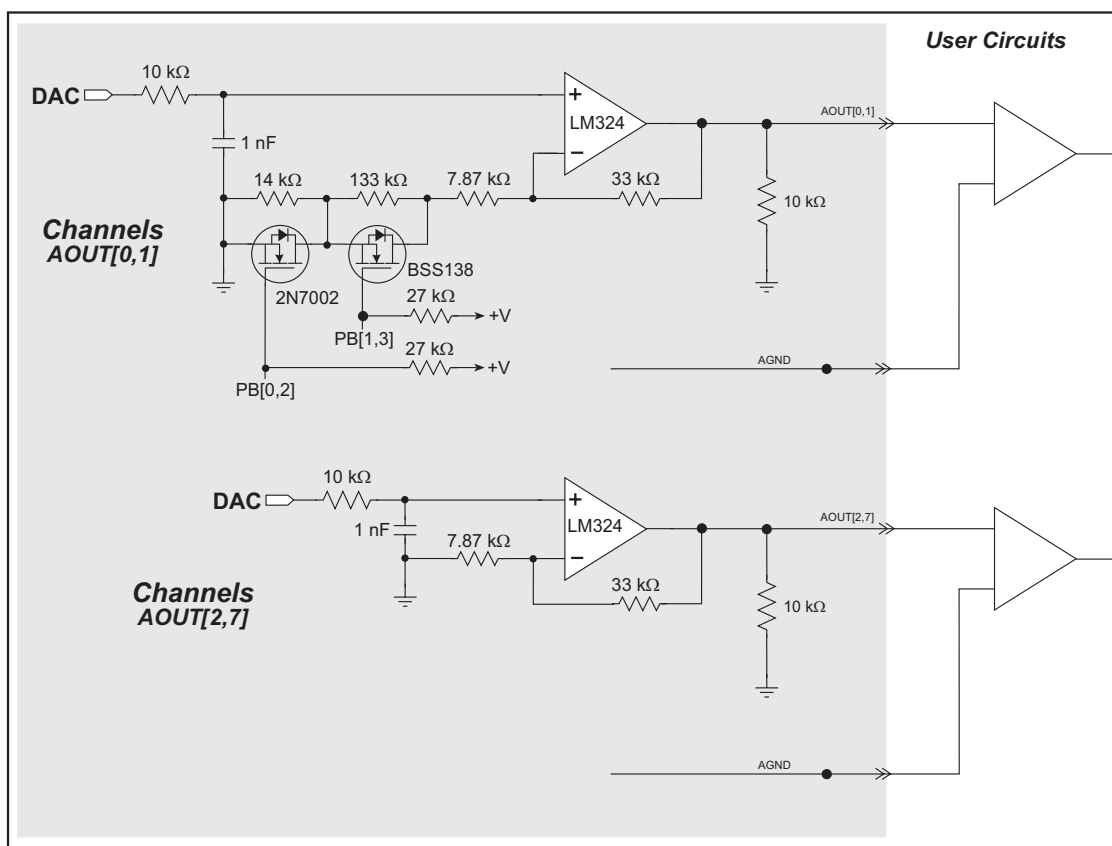 User Circuits
10 kΩ
DAC
+
LM324
−
AOUT[0,1]
1 nF
14 kΩ
133 kΩ
7.87 kΩ
33 kΩ
10 kΩ
Channels
AOUT[0,1]
2N7002
BSS138
27 kΩ
+V
PB[1,3]
27 kΩ
+V
PB[0,2]
AGND
10 kΩ
DAC
+
LM324
−
AOUT[2,7]
1 nF
7.87 kΩ
33 kΩ
10 kΩ
Channels
AOUT[2,7]
AGND